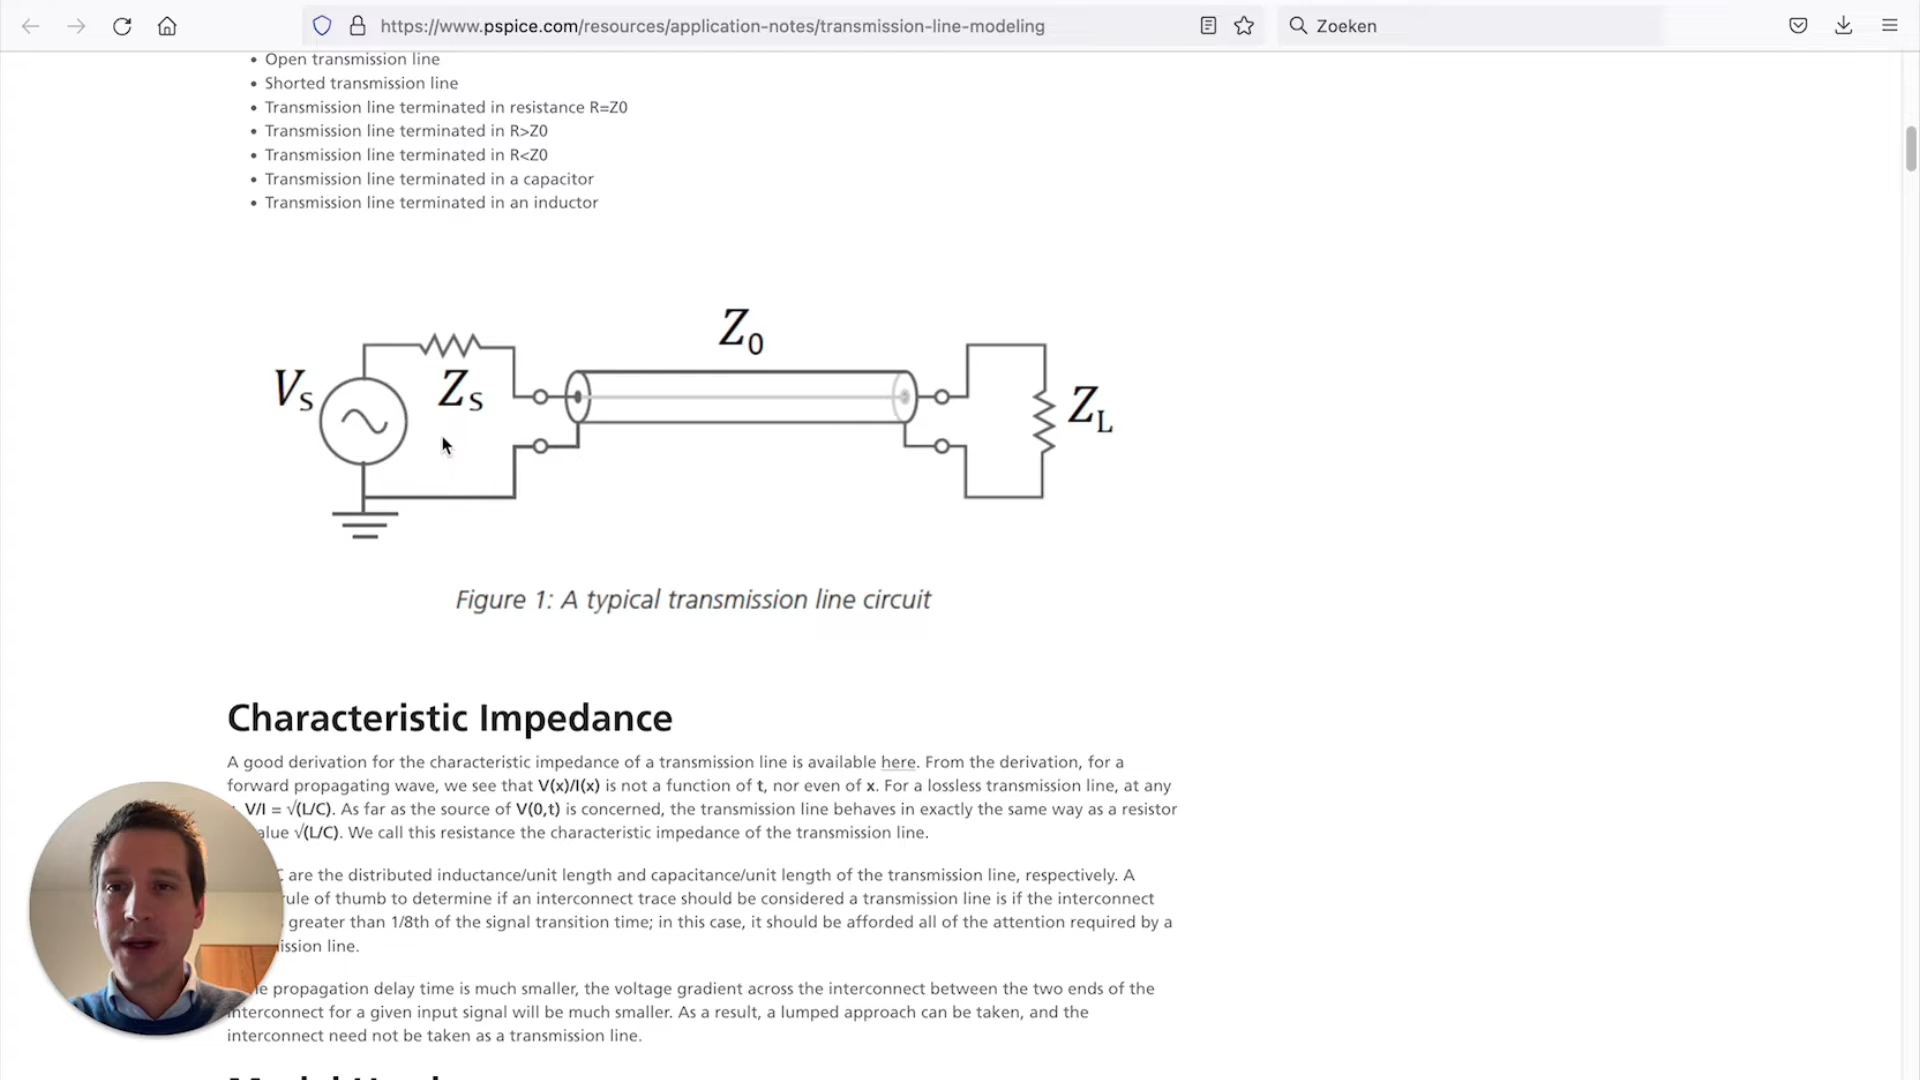 https://www.pspice.com/resources/application-notes/transmission-line-modeling
Zoeken
• Open transmission line
• Shorted transmission line
• Transmission line terminated in resistance R=Z0
• Transmission line terminated in R>Z0
• Transmission line terminated in R<Z0
• Transmission line terminated in a capacitor
• Transmission line terminated in an inductor
Z0
VS
ZS
ZL
Figure 1: A typical transmission line circuit
Characteristic Impedance
A good derivation for the characteristic impedance of a transmission line is available here. From the derivation, for a
forward propagating wave, we see that V(x)/I(x) is not a function of t, nor even of x. For a lossless transmission line, at any
V/I = √(L/C). As far as the source of V(0,t) is concerned, the transmission line behaves in exactly the same way as a resistor
√(L/C). We call this resistance the characteristic impedance of the transmission line.
are the distributed inductance/unit length and capacitance/unit length of the transmission line, respectively. A
rule of thumb to determine if an interconnect trace should be considered a transmission line is if the interconnect
greater than 1/8th of the signal transition time; in this case, it should be afforded all of the attention required by a
line.
propagation delay time is much smaller, the voltage gradient across the interconnect between the two ends of the
interconnect for a given input signal will be much smaller. As a result, a lumped approach can be taken, and the
interconnect need not be taken as a transmission line.